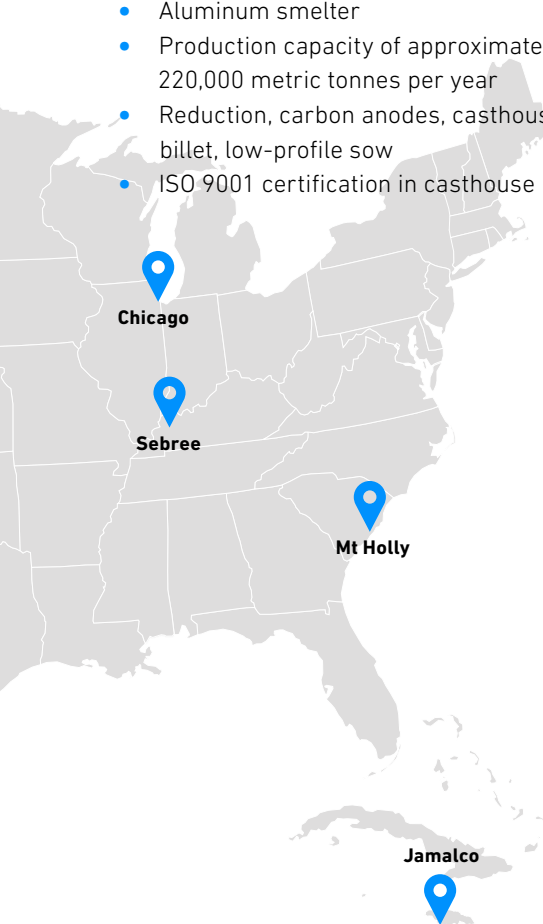 • Aluminum smelter
• Production capacity of approximate
220,000 metric tonnes per year
• Reduction, carbon anodes, casthous
billet, low-profile sow
• ISO 9001 certification in casthouse
Chicago
Sebree
Mt Holly
Jamalco